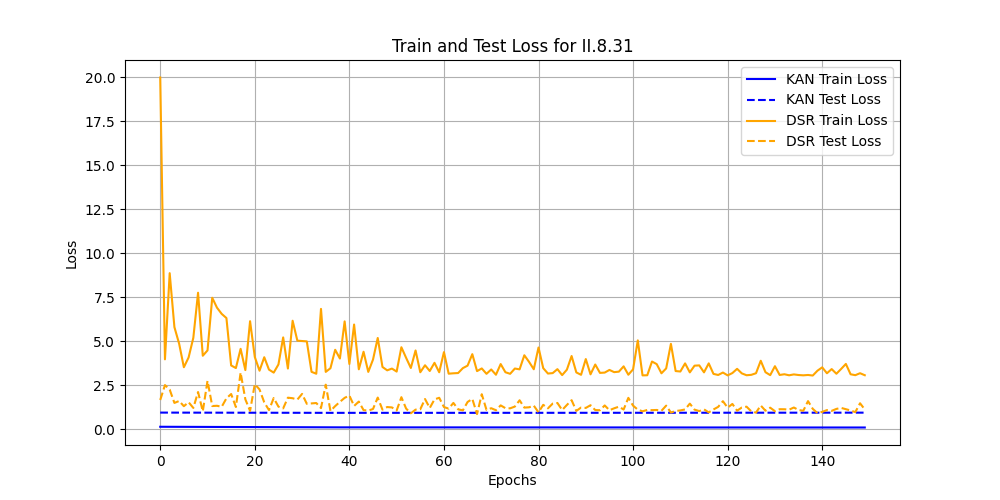 Train and Test Loss for II.8.31
KAN Train Loss
KAN Test Loss
DSR Train Loss
DSR Test Loss
Loss
20.0
17.5
15.0
12.5
10.0
7.5
5.0
2.5
0.0
0 20 40 60 80 100 120 140
Epochs